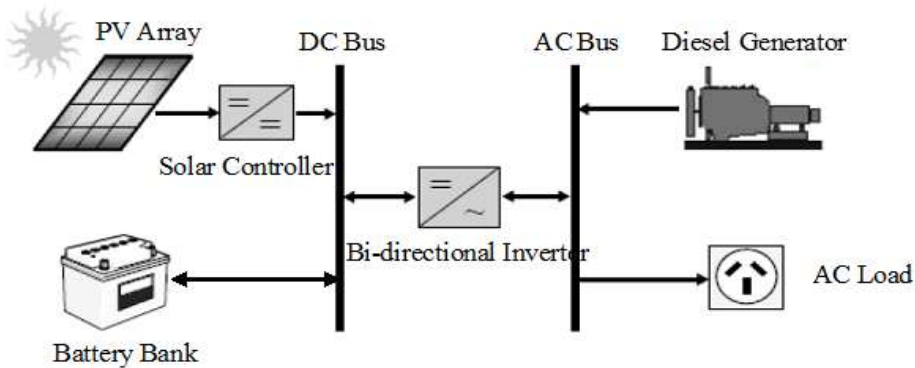 PV Array
DC Bus
AC Bus
Diesel Generator
Solar Controller
Bi-directional Inverter
AC Load
Battery Bank